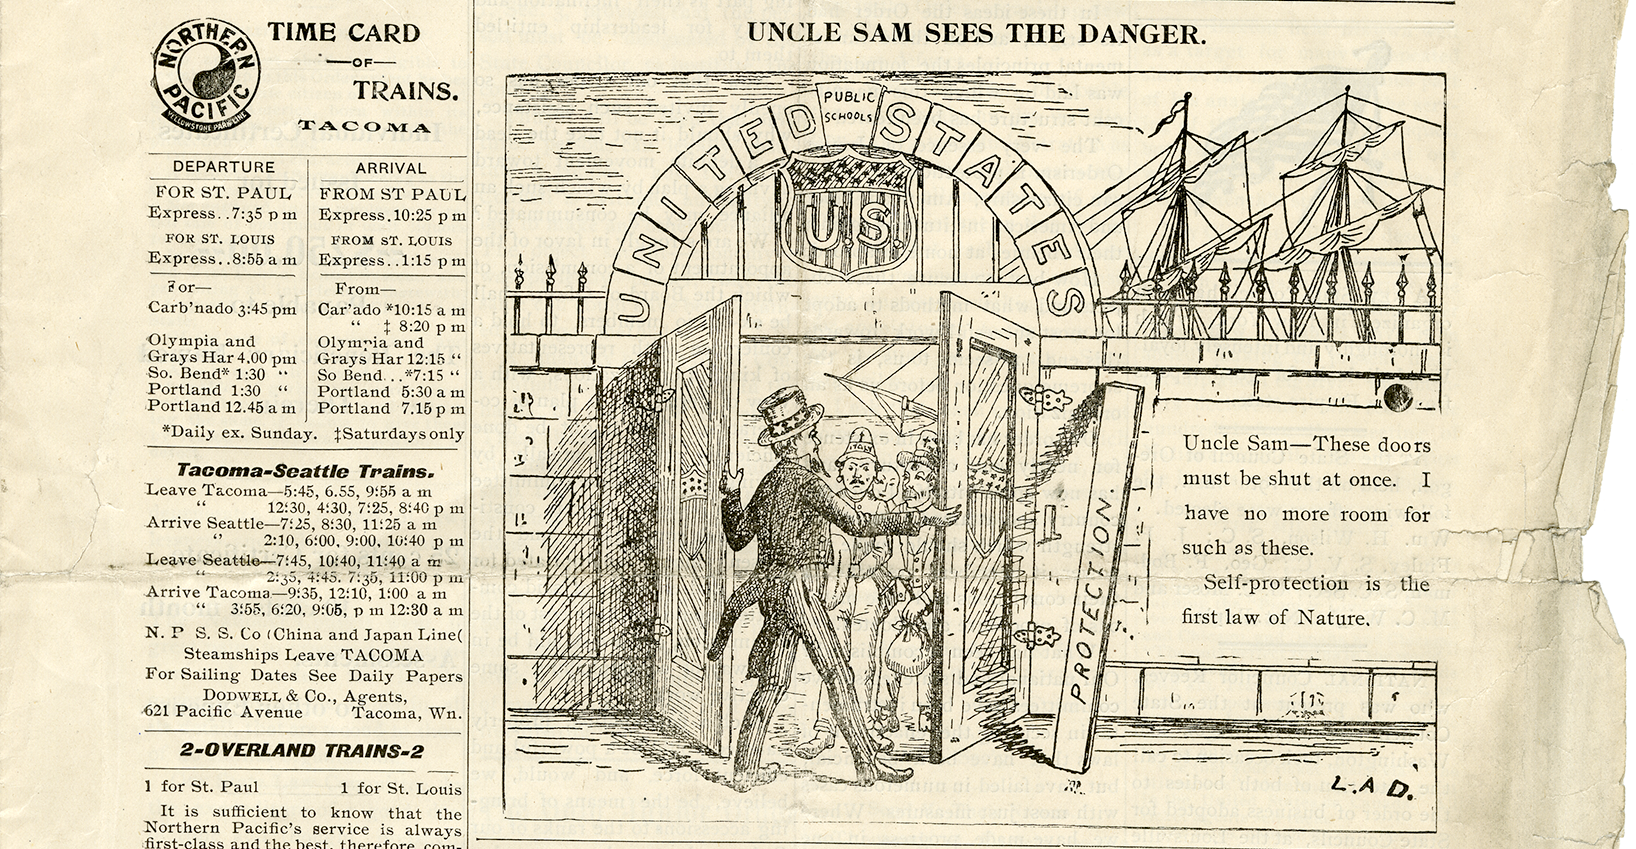 NORTHERN
PACIFIC
YELLOWSTONE PARK LINE
TIME CARD
—OF—
TRAINS.
TACOMA
DEPARTURE
FOR ST. PAUL
Express..7:35 p m
FOR ST. LOUIS
Express..8:55 a m
For—
Carb'nado 3:45 pm
Olympia and
Grays Har 4.00 pm
So. Bend* 1:30 “
Portland 1:30 “
Portland 12.45 a m
ARRIVAL
FROM ST PAUL
Express.10:25 p m
FROM ST. LOUIS
Express..1:15 p m
From—
Car'ado *10:15 a m
“ ‡ 8:20 p m
Olympia and
Grays Har 12:15 “
So Bend...*7:15 “
Portland 5:30 a m
Portland 7.15 p m
*Daily ex. Sunday. ‡Saturdays only
Tacoma-Seattle Trains.
Leave Tacoma—5:45, 6.55, 9:55 a m
“ 12:30, 4:30, 7:25, 8:40 p m
Arrive Seattle—7:25, 8:30, 11:25 a m
“ 2:10, 6:00, 9:00, 10:40 p m
Leave Seattle—7:45, 10:40, 11:40 a m
“ 2:35, 4:45. 7:35, 11:00 p m
Arrive Tacoma—9:35, 12:10, 1:00 a m
“ 3:55, 6:20, 9:05, p m 12:30 a m
N. P S. S. Co (China and Japan Line(
Steamships Leave TACOMA
For Sailing Dates See Daily Papers
DODWELL & Co., Agents,
621 Pacific Avenue Tacoma, Wn.
2-OVERLAND TRAINS-2
1 for St. Paul 1 for St. Louis
It is sufficient to know that the
Northern Pacific's service is always
first-class and the best, therefore, com-
UNCLE SAM SEES THE DANGER.
UNITED
PUBLIC
SCHOOLS
STATES
U.S.
ITALY
PROTECTION
Uncle Sam—These doors
must be shut at once. I
have no more room for
such as these.
Self-protection is the
first law of Nature.
L.A D.